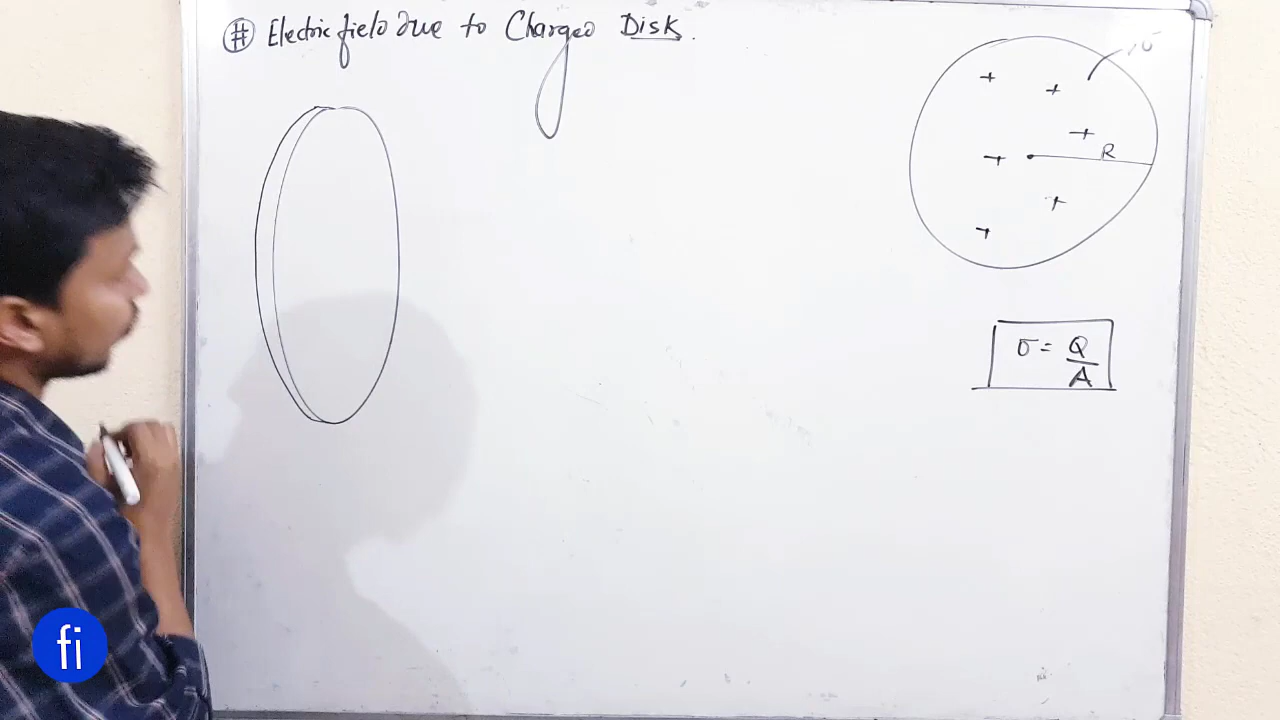 # Electric field due to Charged Disk.
σ
+ +
+
+ R
+
+
σ = Q/A
fi